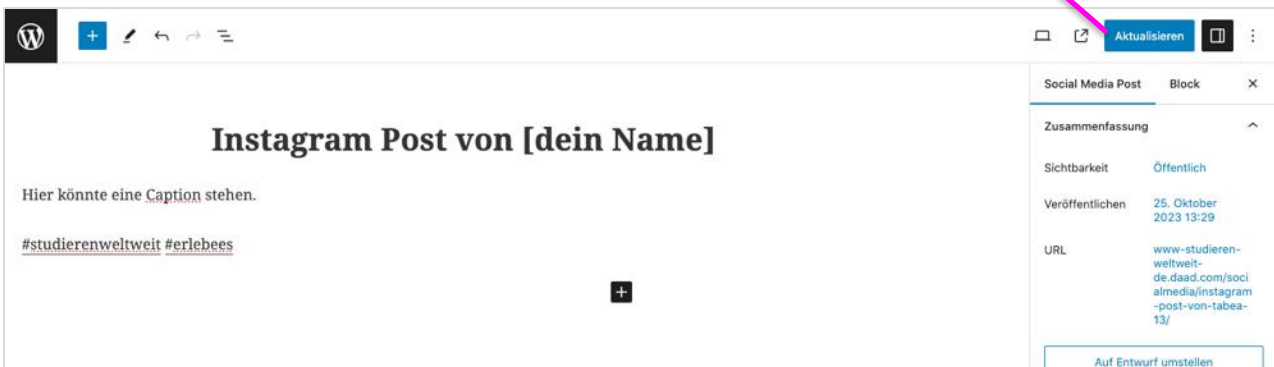 Aktualisieren
Social Media Post
Block
Zusammenfassung
Instagram Post von [dein Name]
Sichtbarkeit
Öffentlich
Hier könnte eine Caption stehen.
Veröffentlichen
25. Oktober
2023 13:29
#studierenweltweit #erlebees
URL
www-studieren-
weltweit-
de.daad.com/soci
almedia/instagram
-post-von-tabea-
13/
Auf Entwurf umstellen